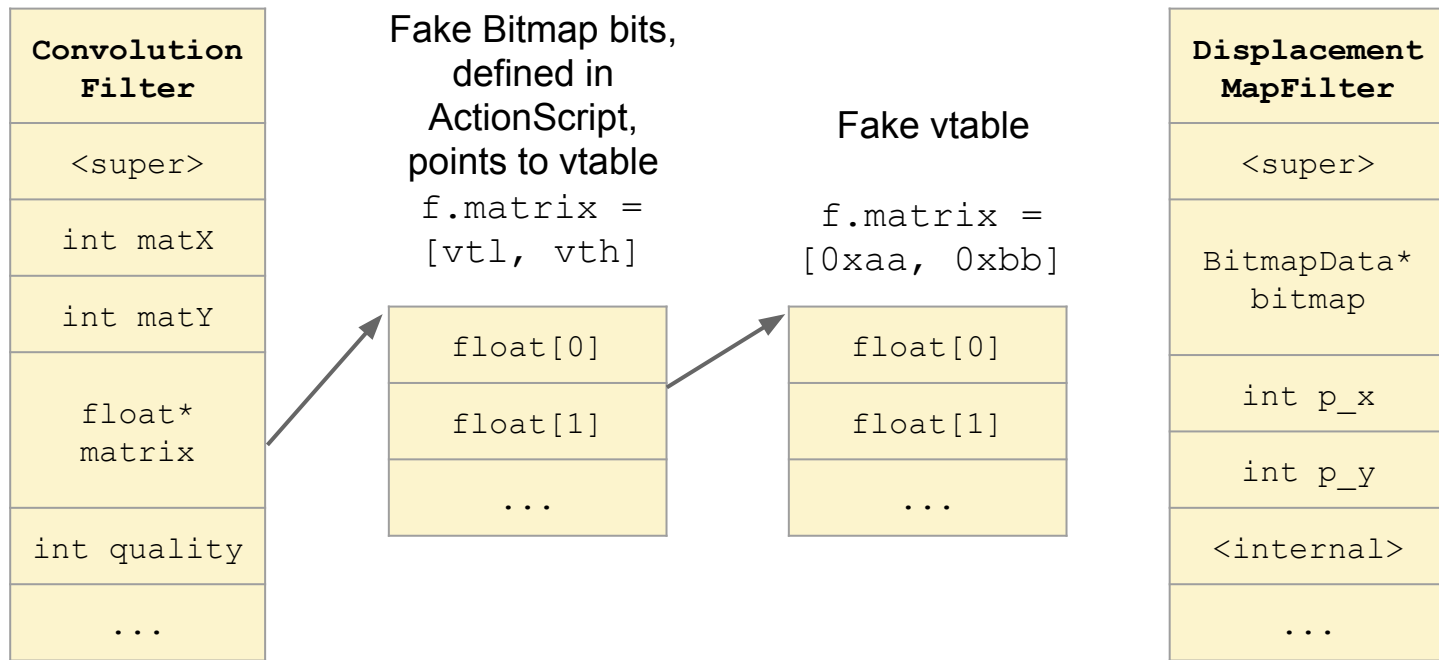 Convolution
Filter
<super>
int matX
int matY
float*
matrix
int quality
...
Fake Bitmap bits,
defined in
ActionScript,
points to vtable
f.matrix =
[vtl, vth]
float[0]
float[1]
...
Fake vtable
f.matrix =
[0xaa, 0xbb]
float[0]
float[1]
...
Displacement
MapFilter
<super>
BitmapData*
bitmap
int p_x
int p_y
<internal>
...